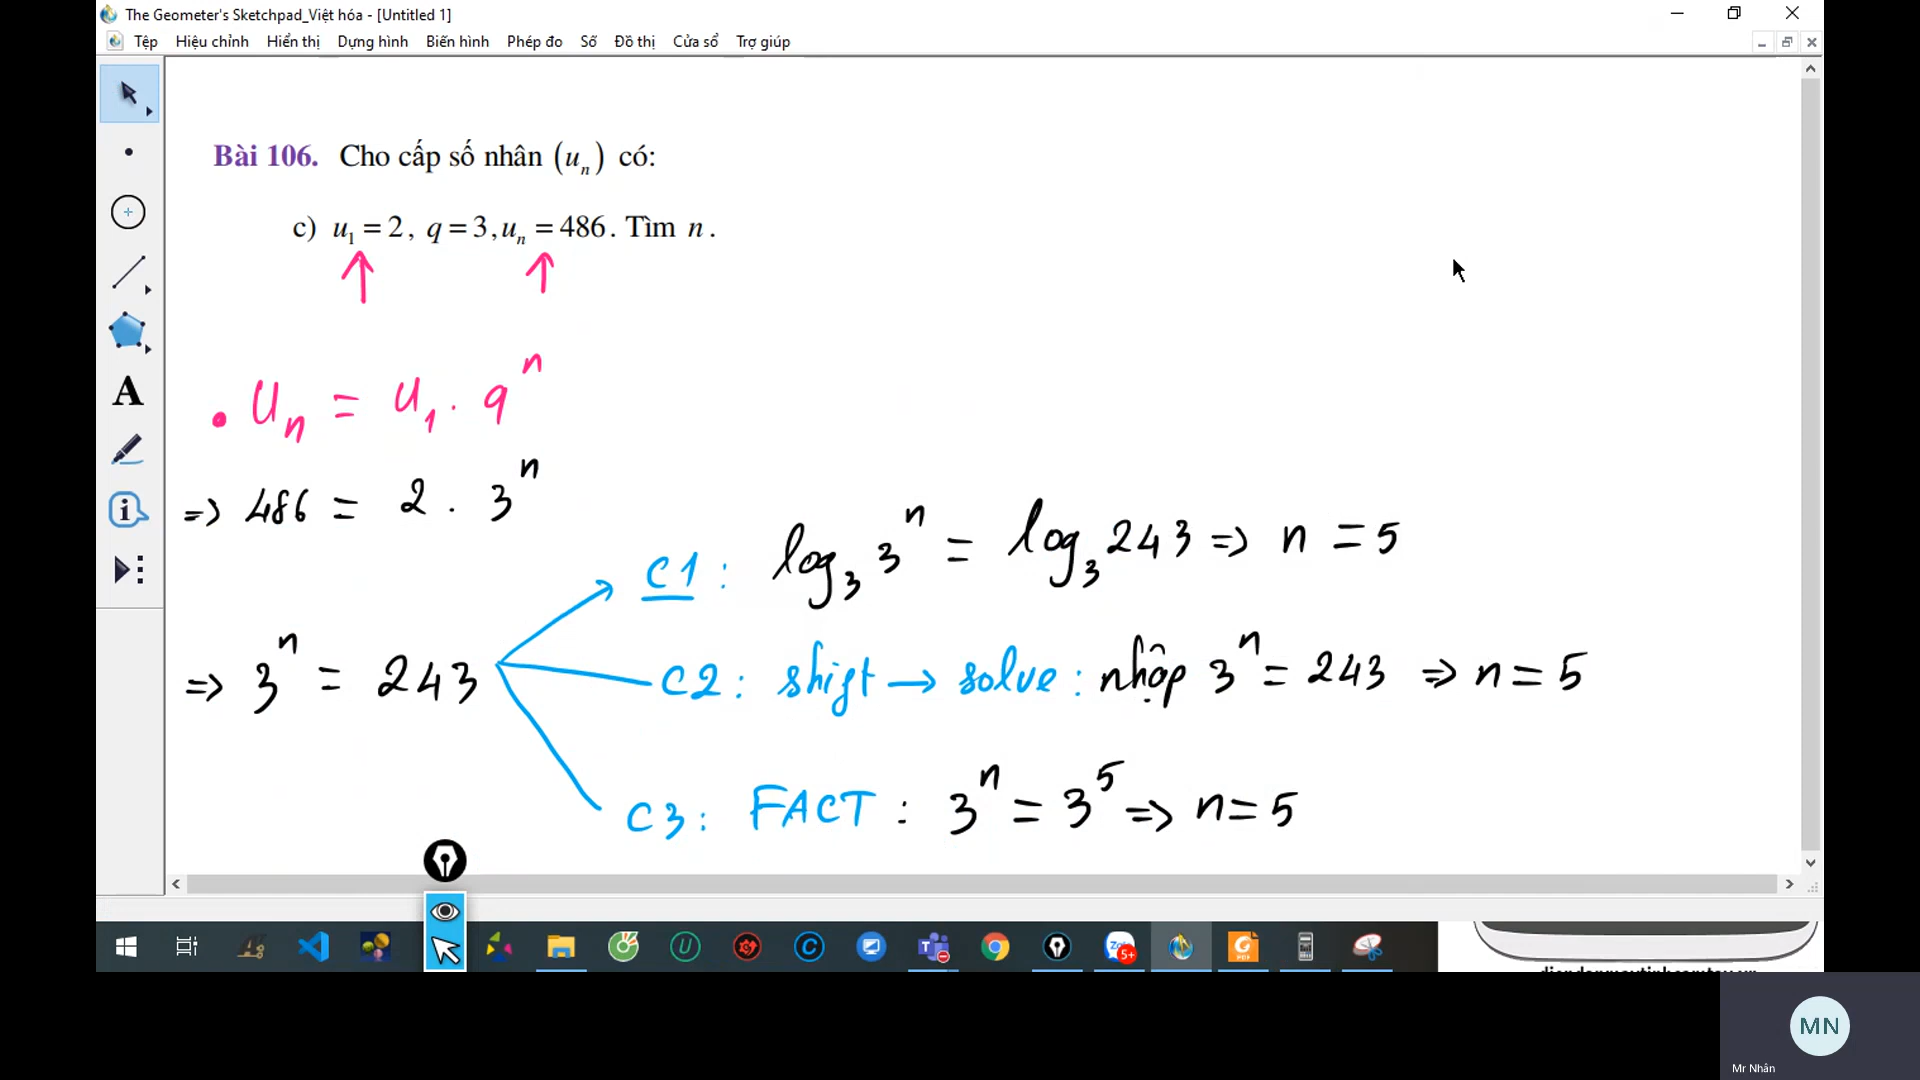 The Geometer's Sketchpad_Việt hóa - [Untitled 1]
Tệp Hiệu chỉnh Hiển thị Dựng hình Biến hình Phép đo Số Đồ thị Cửa sổ Trợ giúp
Bài 106. Cho cấp số nhân (uₙ) có:
c) u₁ = 2, q = 3, uₙ = 486. Tìm n.
• Uₙ = U₁ . qⁿ
=> 486 = 2 . 3ⁿ
C1 : log₃ 3ⁿ = log₃ 243 => n = 5
=> 3ⁿ = 243
C2 : shift → solve : nhập 3ⁿ = 243 => n = 5
C3 : FACT : 3ⁿ = 3⁵ => n = 5
A
Zalo
5+
MN
Mr Nhân